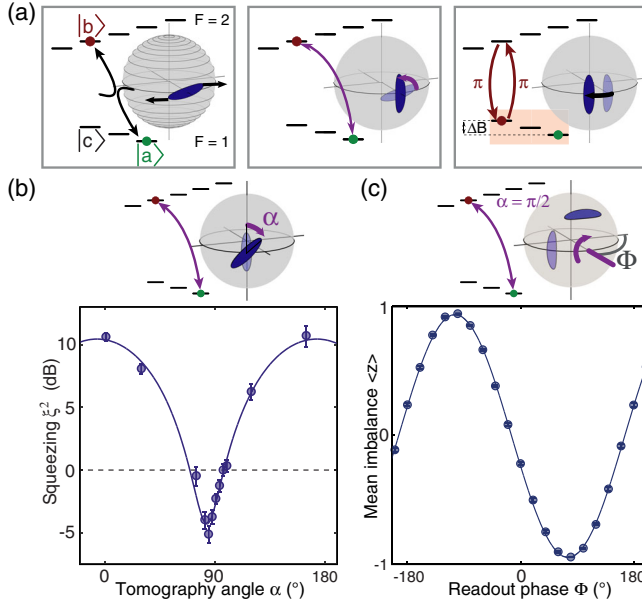 (a)
|b⟩
F = 2
|c⟩
|a⟩
F = 1
π
π
ΔB
(b)
α
(c)
α = π/2
Φ
Squeezing ξ² (dB)
10
5
0
-5
0
90
180
Tomography angle α (°)
Mean imbalance <z>
1
0
-1
-180
0
180
Readout phase Φ (°)